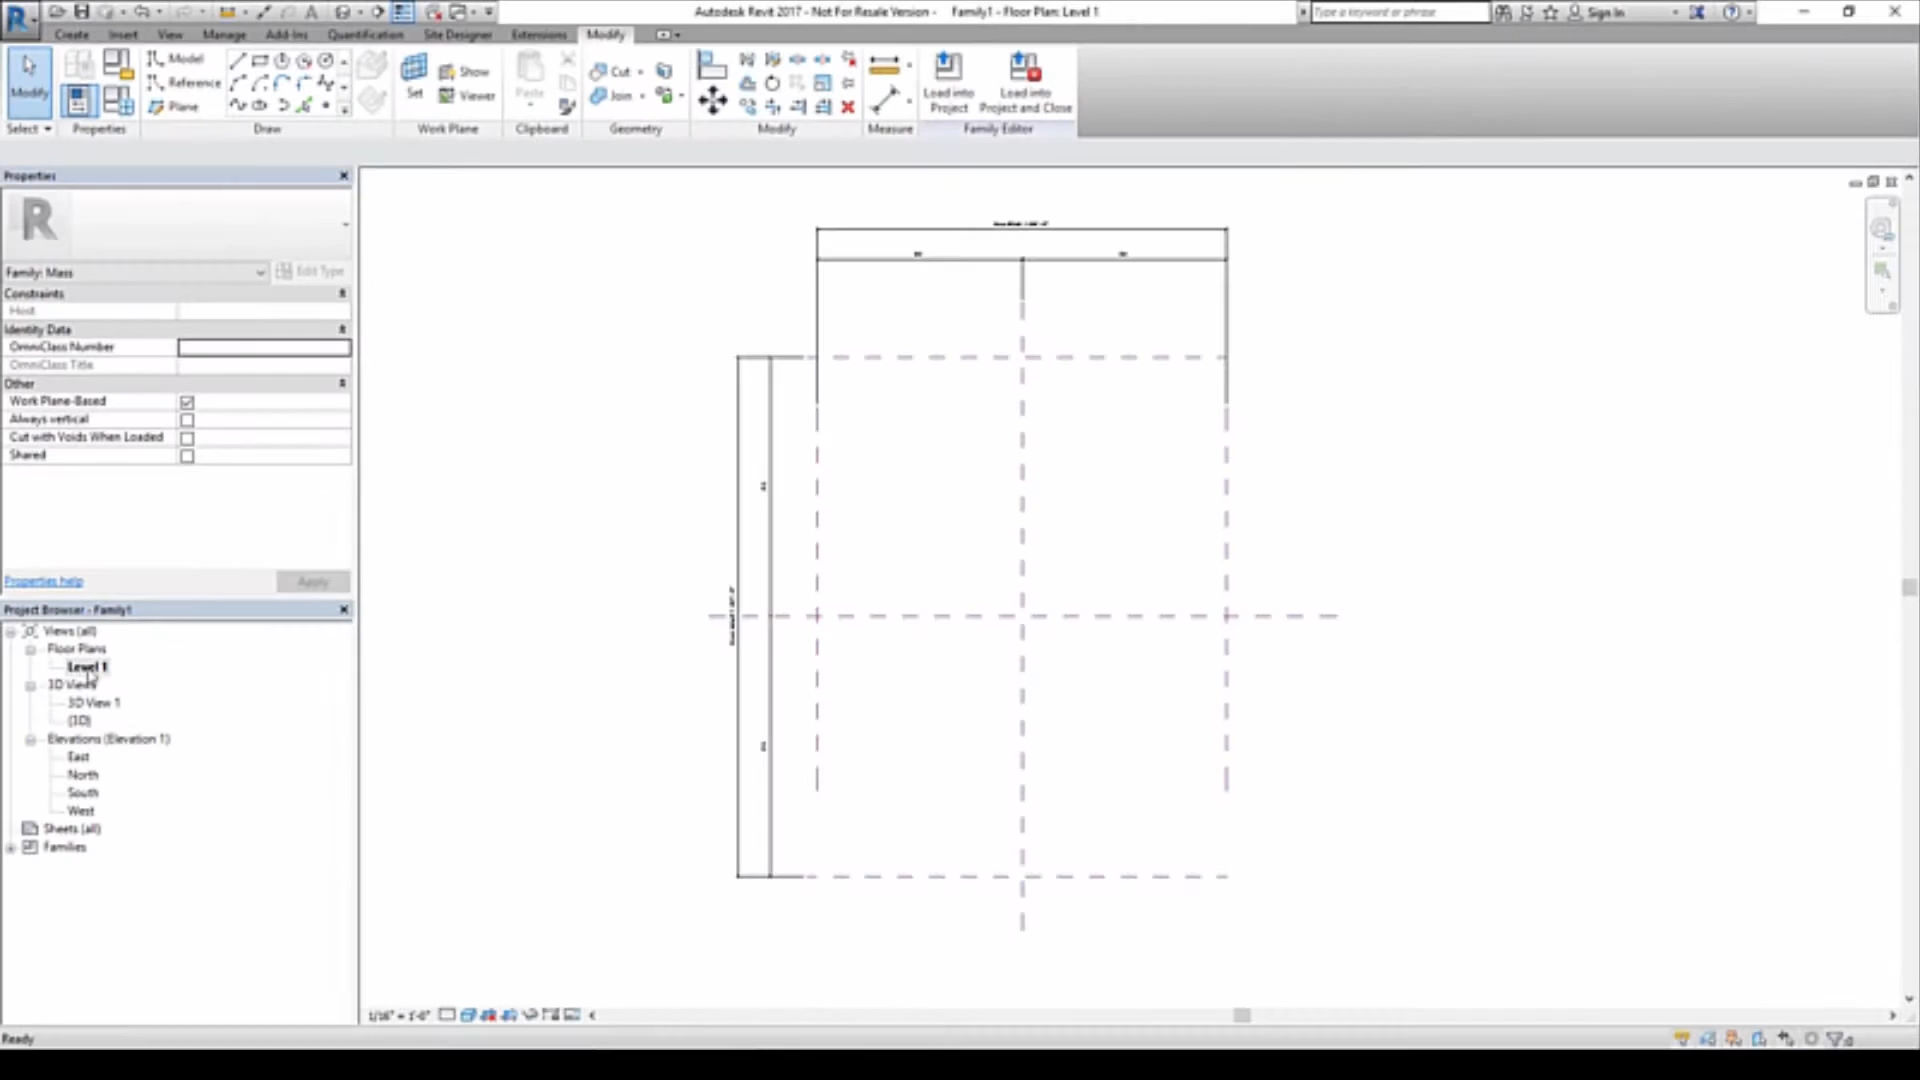 Autodesk Revit 2017 - Not For Resale Version - Family1 - Floor Plan: Level 1
Type a keyword or phrase
Sign In
Create Insert View Manage Add-Ins Quantification Site Designer Extensions Modify
Modify
Model
Reference
Plane
Set
Show
Viewer
Paste
Cut
Join
Load into Project
Load into Project and Close
Select Properties Draw Work Plane Clipboard Geometry Modify Measure Family Editor
Properties
R
Family: Mass
Edit Type
Constraints
Host
Identity Data
OmniClass Number
OmniClass Title
Other
Work Plane-Based
Always vertical
Cut with Voids When Loaded
Shared
Properties help
Apply
Project Browser - Family1
Views (all)
Floor Plans
Level 1
3D Views
3D View 1
{3D}
Elevations (Elevation 1)
East
North
South
West
Sheets (all)
Families
1/16" = 1'-0"
Ready